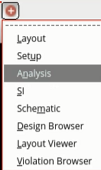 Layout
Setup
Analysis
SI
Schematic
Design Browser
Layout Viewer
Violation Browser